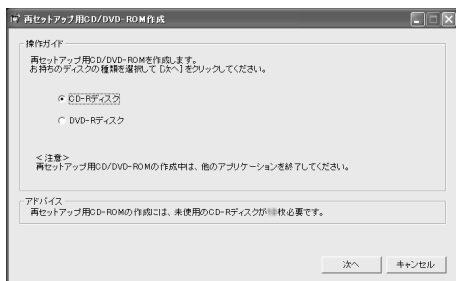 再セットアップ用CD/DVD-ROM作成
操作ガイド
再セットアップ用CD/DVD-ROMを作成します。
お持ちのディスクの種類を選択して[次へ]をクリックしてください。
CD-Rディスク
DVD-Rディスク
<注意>
再セットアップ用CD/DVD-ROMの作成中は、他のアプリケーションを終了してください。
アドバイス
再セットアップ用CD-ROMの作成には、未使用のCD-Rディスクが枚必要です。
次へ
キャンセル